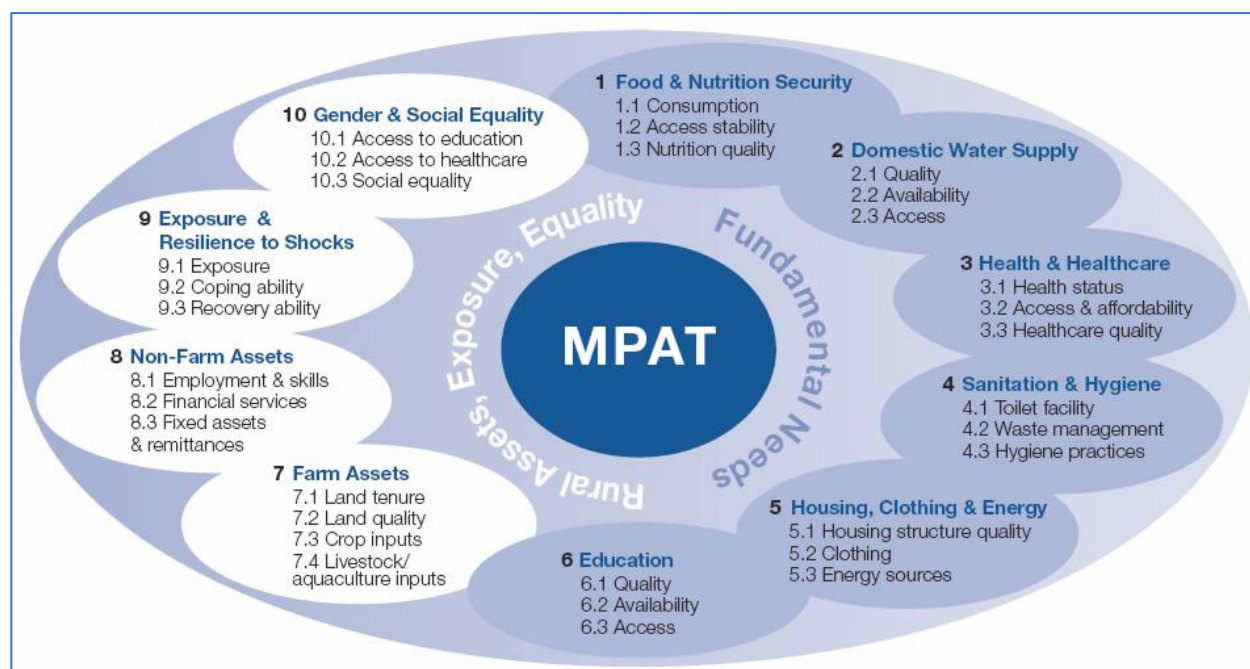 1 Food & Nutrition Security
1.1 Consumption
1.2 Access stability
1.3 Nutrition quality
2 Domestic Water Supply
2.1 Quality
2.2 Availability
2.3 Access
3 Health & Healthcare
3.1 Health status
3.2 Access & affordability
3.3 Healthcare quality
4 Sanitation & Hygiene
4.1 Toilet facility
4.2 Waste management
4.3 Hygiene practices
5 Housing, Clothing & Energy
5.1 Housing structure quality
5.2 Clothing
5.3 Energy sources
6 Education
6.1 Quality
6.2 Availability
6.3 Access
7 Farm Assets
7.1 Land tenure
7.2 Land quality
7.3 Crop inputs
7.4 Livestock/
aquaculture inputs
8 Non-Farm Assets
8.1 Employment & skills
8.2 Financial services
8.3 Fixed assets
& remittances
9 Exposure &
Resilience to Shocks
9.1 Exposure
9.2 Coping ability
9.3 Recovery ability
10 Gender & Social Equality
10.1 Access to education
10.2 Access to healthcare
10.3 Social equality
Rural Assets, Exposure, Equality
Fundamental Needs
MPAT